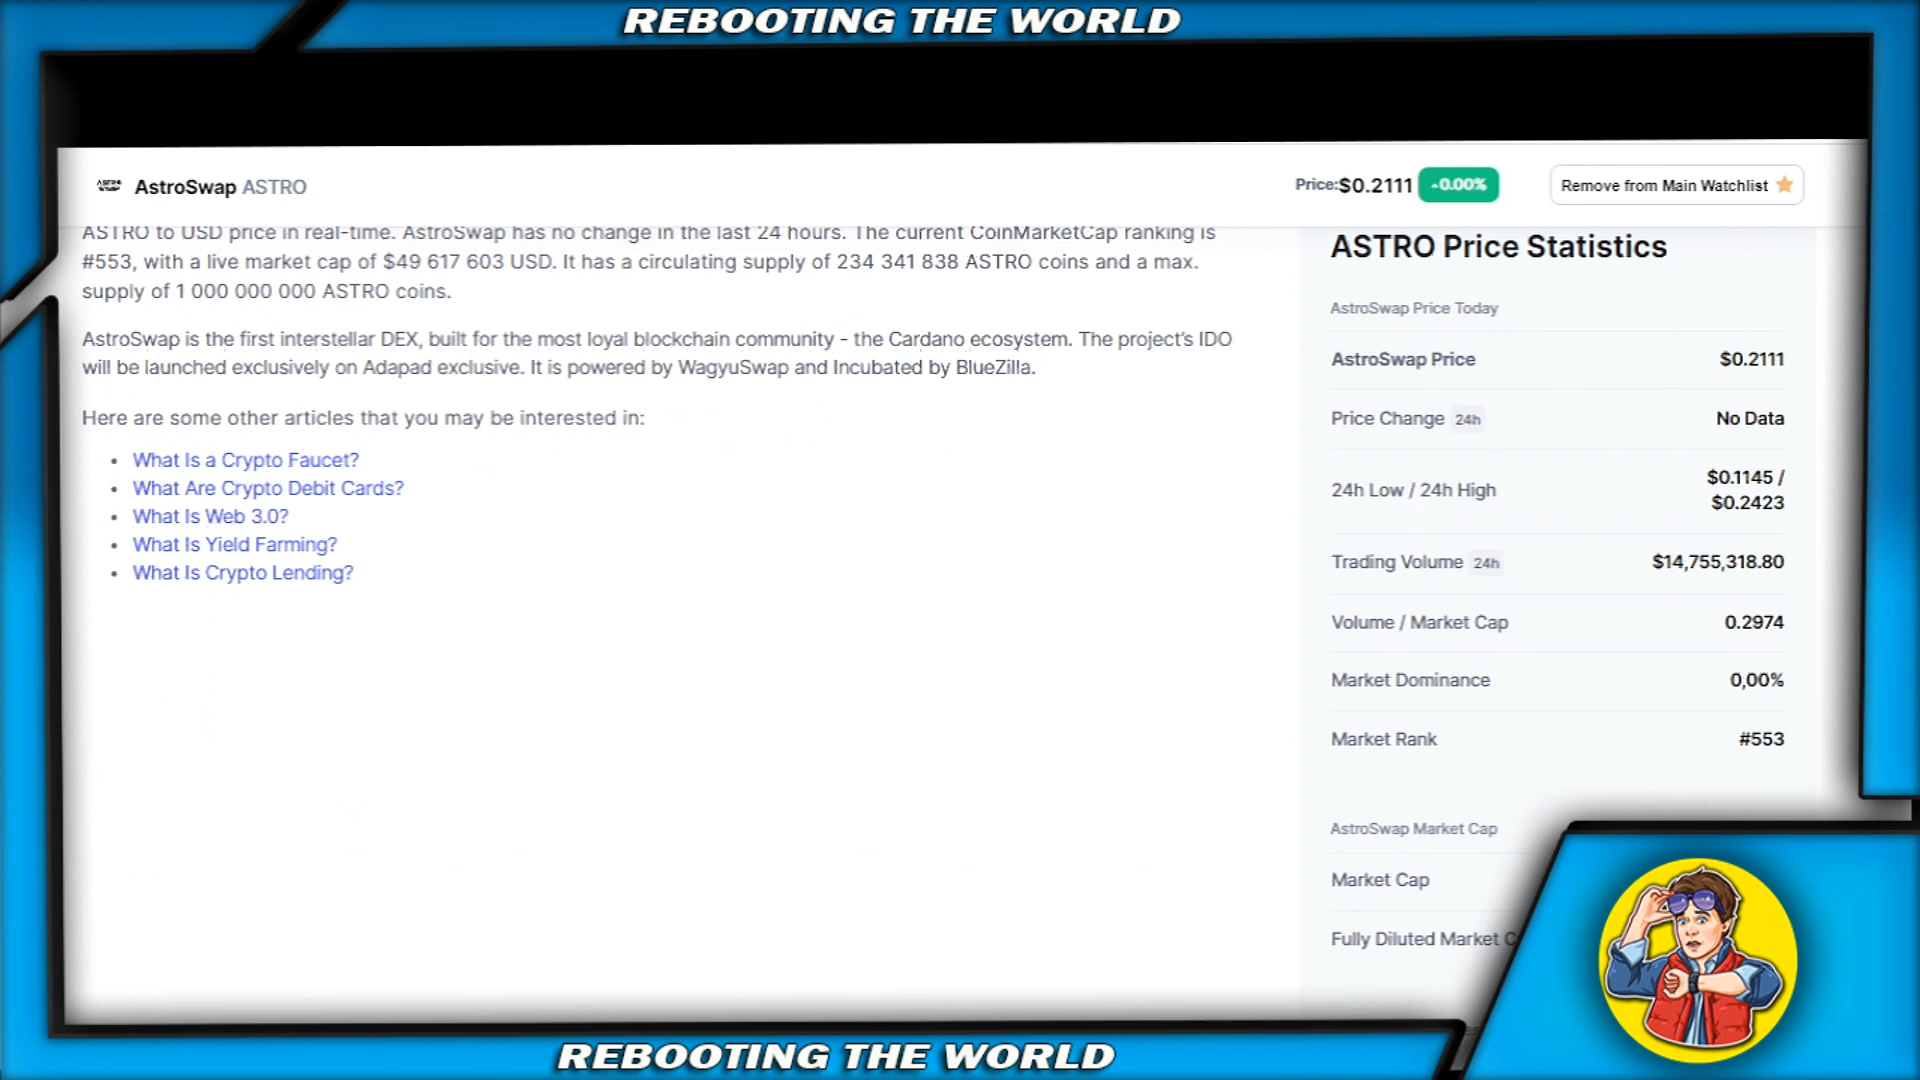 REBOOTING THE WORLD
AstroSwap ASTRO
Price:$0.2111
-0.00%
Remove from Main Watchlist
ASTRO to USD price in real-time. AstroSwap has no change in the last 24 hours. The current CoinMarketCap ranking is
#553, with a live market cap of $49 617 603 USD. It has a circulating supply of 234 341 838 ASTRO coins and a max.
supply of 1 000 000 000 ASTRO coins.
AstroSwap is the first interstellar DEX, built for the most loyal blockchain community - the Cardano ecosystem. The project's IDO
will be launched exclusively on Adapad exclusive. It is powered by WagyuSwap and Incubated by BlueZilla.
Here are some other articles that you may be interested in:
• What Is a Crypto Faucet?
• What Are Crypto Debit Cards?
• What Is Web 3.0?
• What Is Yield Farming?
• What Is Crypto Lending?
ASTRO Price Statistics
AstroSwap Price Today
AstroSwap Price $0.2111
Price Change 24h No Data
24h Low / 24h High $0.1145 /
$0.2423
Trading Volume 24h $14,755,318.80
Volume / Market Cap 0.2974
Market Dominance 0,00%
Market Rank #553
AstroSwap Market Cap
Market Cap
Fully Diluted Market
REBOOTING THE WORLD